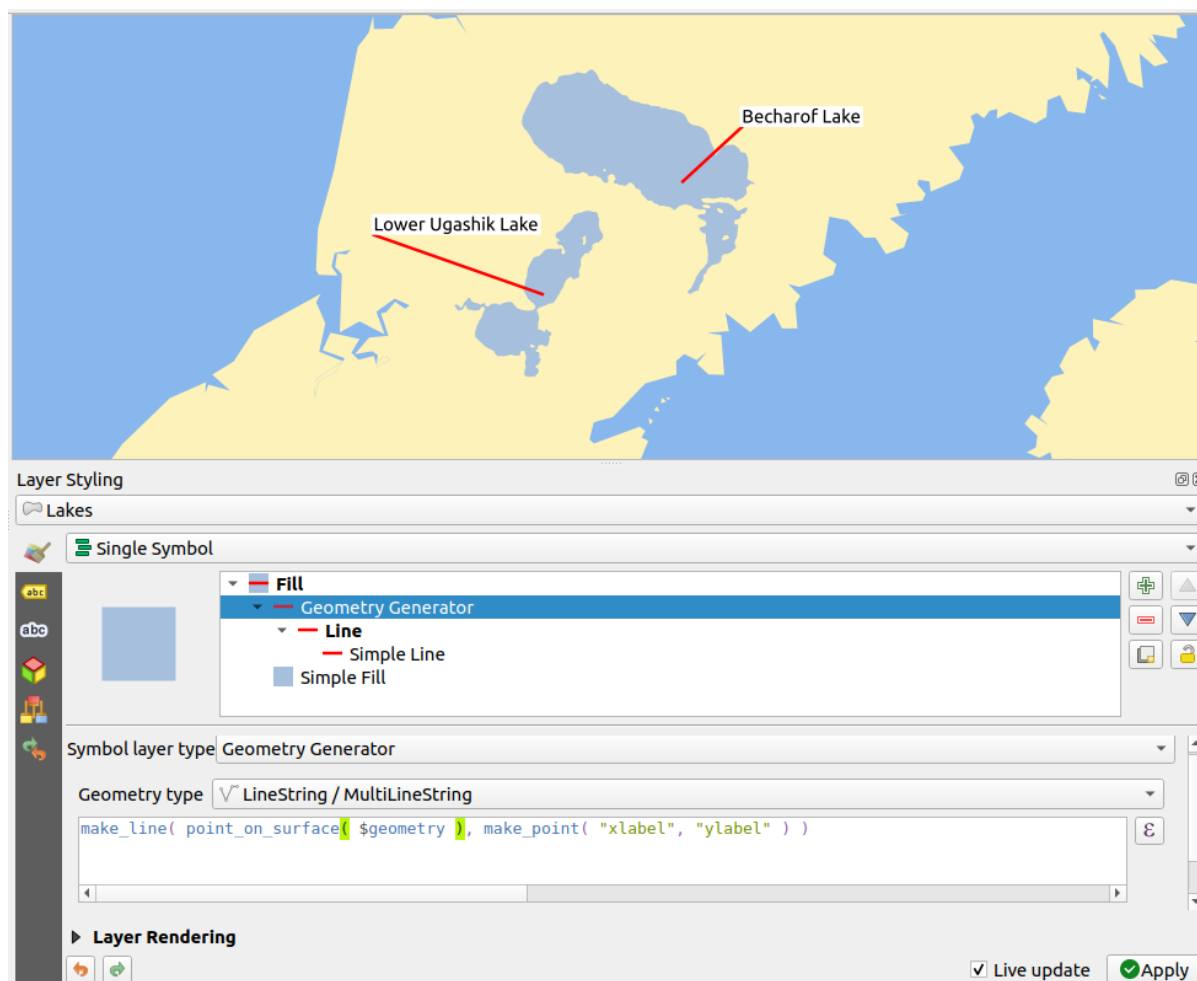 Becharof Lake
Lower Ugashik Lake
Layer Styling
Lakes
Single Symbol
abc
abc
Fill
Geometry Generator
Line
Simple Line
Simple Fill
Symbol layer type Geometry Generator
Geometry type LineString / MultiLineString
make_line( point_on_surface( $geometry ), make_point( "xlabel", "ylabel" ) )
ε
Layer Rendering
Live update Apply